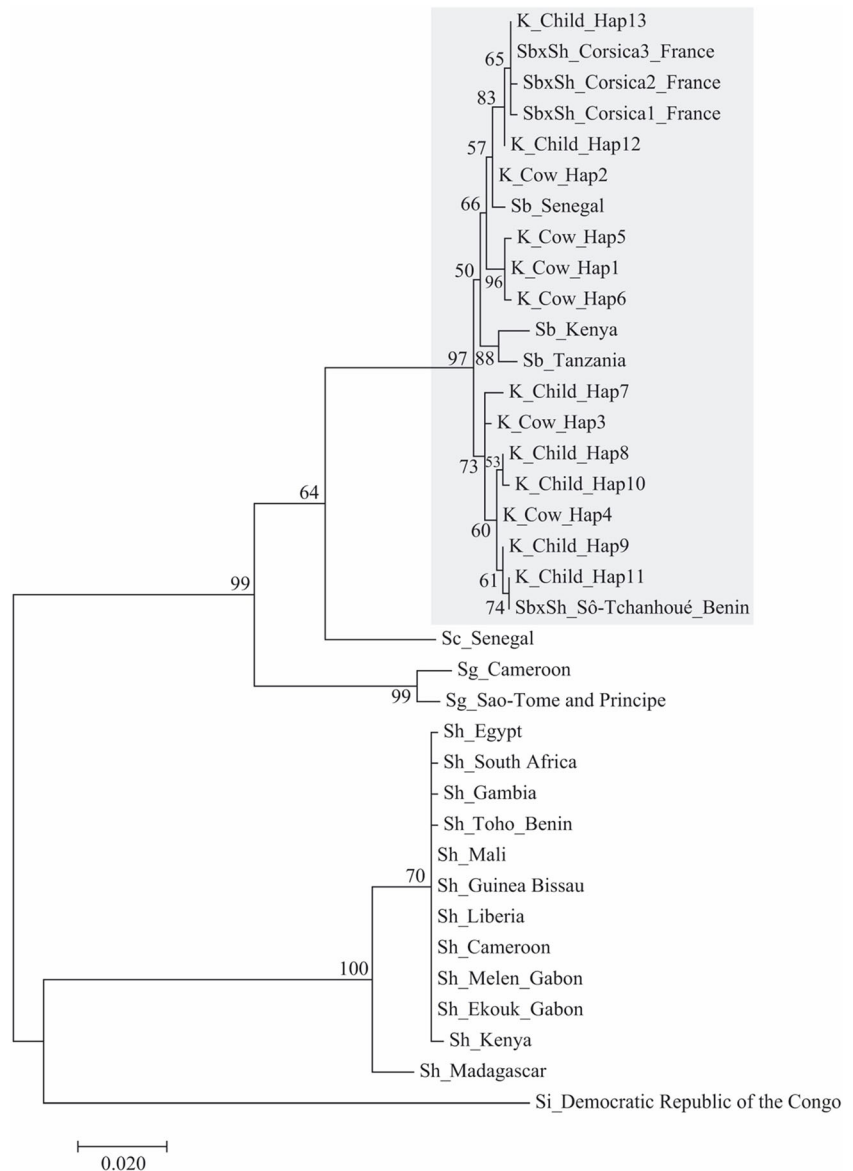 K_Child_Hap13
65
SbxSh_Corsica3_France
SbxSh_Corsica2_France
83
SbxSh_Corsica1_France
57
K_Child_Hap12
K_Cow_Hap2
66
Sb_Senegal
K_Cow_Hap5
50
K_Cow_Hap1
96
K_Cow_Hap6
Sb_Kenya
97
88
Sb_Tanzania
K_Child_Hap7
K_Cow_Hap3
73
53
K_Child_Hap8
K_Child_Hap10
64
K_Cow_Hap4
60
K_Child_Hap9
61
K_Child_Hap11
99
74
SbxSh_Sô-Tchanhoué_Benin
Sc_Senegal
Sg_Cameroon
99
Sg_Sao-Tome and Principe
Sh_Egypt
Sh_South Africa
Sh_Gambia
Sh_Toho_Benin
Sh_Mali
70
Sh_Guinea Bissau
Sh_Liberia
Sh_Cameroon
100
Sh_Melen_Gabon
Sh_Ekouk_Gabon
Sh_Kenya
Sh_Madagascar
Si_Democratic Republic of the Congo
0.020